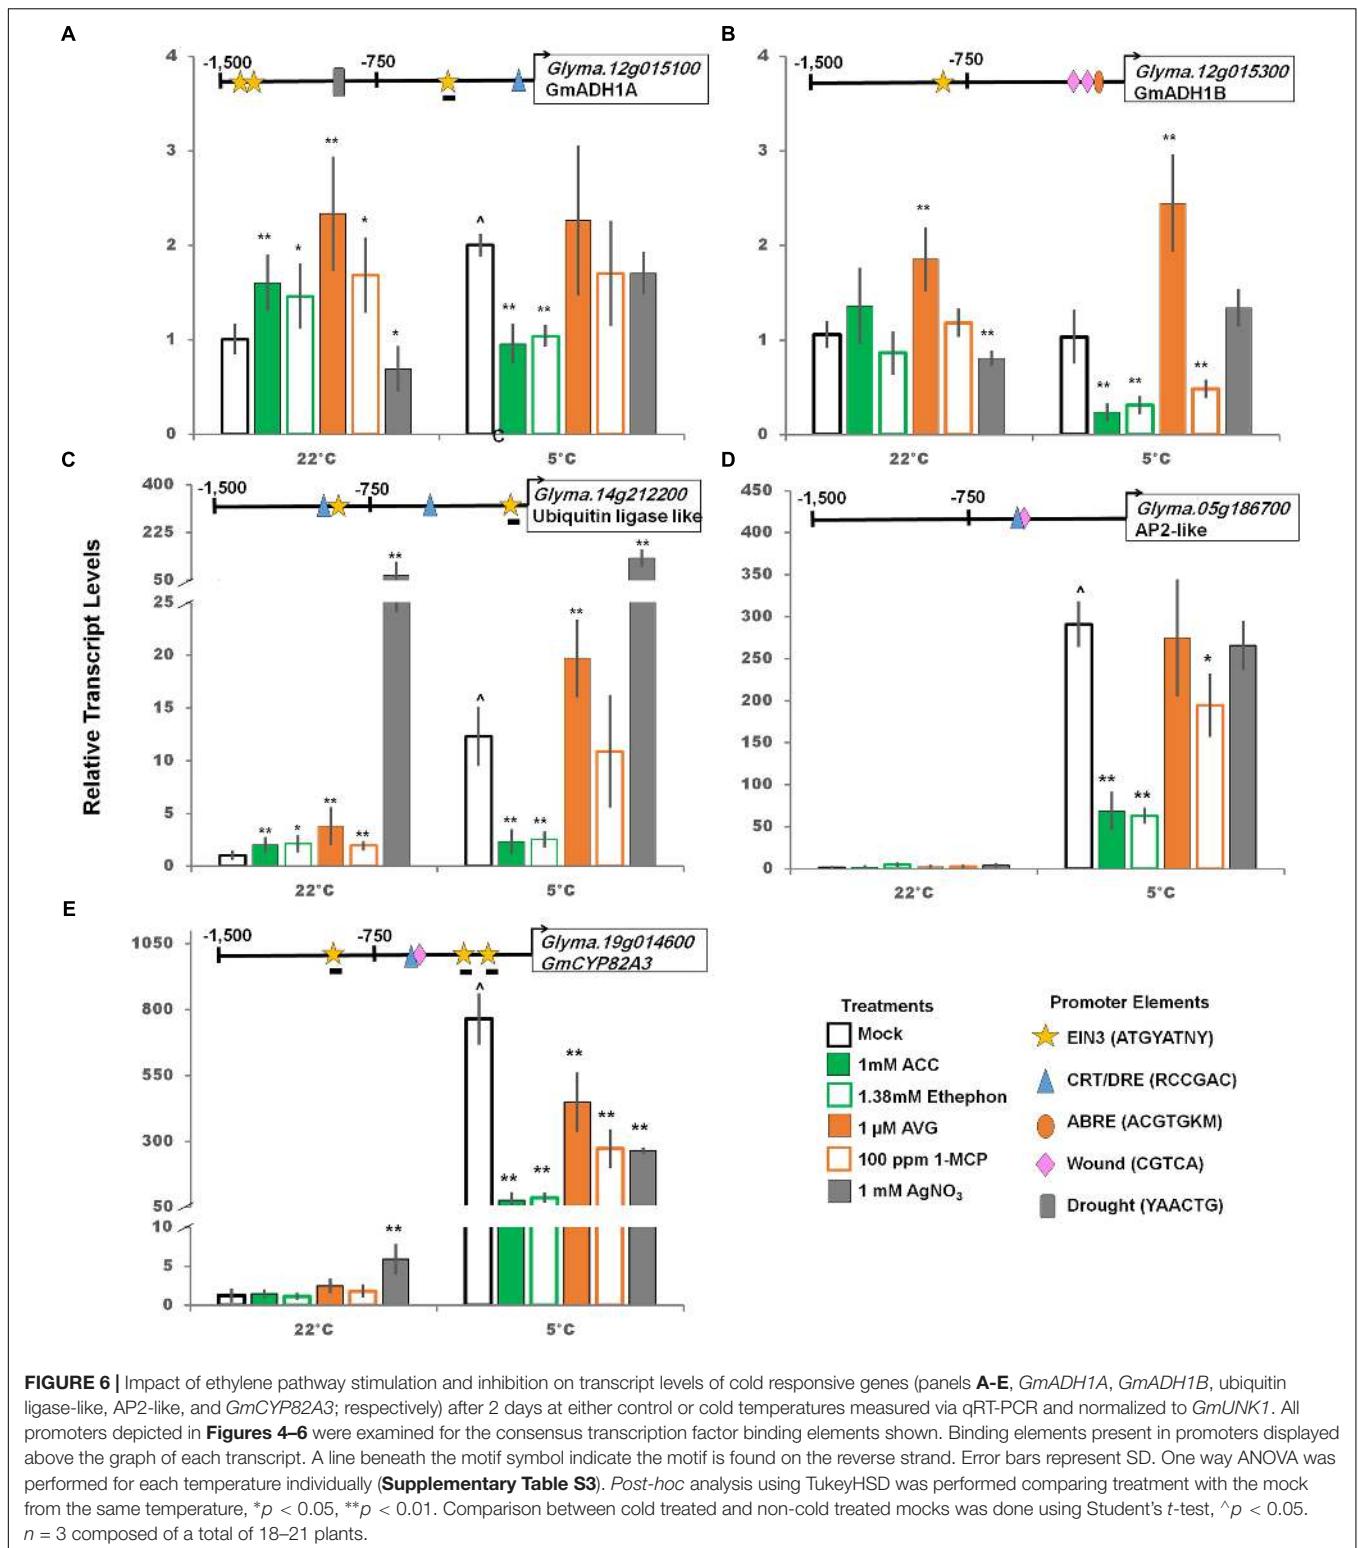 A
-1,500
-750
Glyma.12g015100
GmADH1A
4
3
2
1
0
**
*
**
*
*
^
**
**
22°C
5°C
B
-1,500
-750
Glyma.12g015300
GmADH1B
4
3
2
1
0
**
**
**
**
**
**
22°C
5°C
C
C
-1,500
-750
Glyma.14g212200
Ubiquitin ligase like
400
225
50
25
20
15
10
5
0
**
*
**
**
**
^
**
**
**
**
22°C
5°C
Relative Transcript Levels
D
-1,500
-750
Glyma.05g186700
AP2-like
450
400
350
300
250
200
150
100
50
0
^
**
**
*
22°C
5°C
E
-1,500
-750
Glyma.19g014600
GmCYP82A3
1050
800
550
300
50
10
5
0
**
^
**
**
**
**
**
22°C
5°C
Treatments
Mock
1mM ACC
1.38mM Ethephon
1 µM AVG
100 ppm 1-MCP
1 mM AgNO₃
Promoter Elements
EIN3 (ATGYATNY)
CRT/DRE (RCCGAC)
ABRE (ACGTGKM)
Wound (CGTCA)
Drought (YAACTG)
FIGURE 6 | Impact of ethylene pathway stimulation and inhibition on transcript levels of cold responsive genes (panels A-E, GmADH1A, GmADH1B, ubiquitin
ligase-like, AP2-like, and GmCYP82A3; respectively) after 2 days at either control or cold temperatures measured via qRT-PCR and normalized to GmUNK1. All
promoters depicted in Figures 4–6 were examined for the consensus transcription factor binding elements shown. Binding elements present in promoters displayed
above the graph of each transcript. A line beneath the motif symbol indicate the motif is found on the reverse strand. Error bars represent SD. One way ANOVA was
performed for each temperature individually (Supplementary Table S3). Post-hoc analysis using TukeyHSD was performed comparing treatment with the mock
from the same temperature, *p < 0.05, **p < 0.01. Comparison between cold treated and non-cold treated mocks was done using Student's t-test, ^p < 0.05.
n = 3 composed of a total of 18–21 plants.